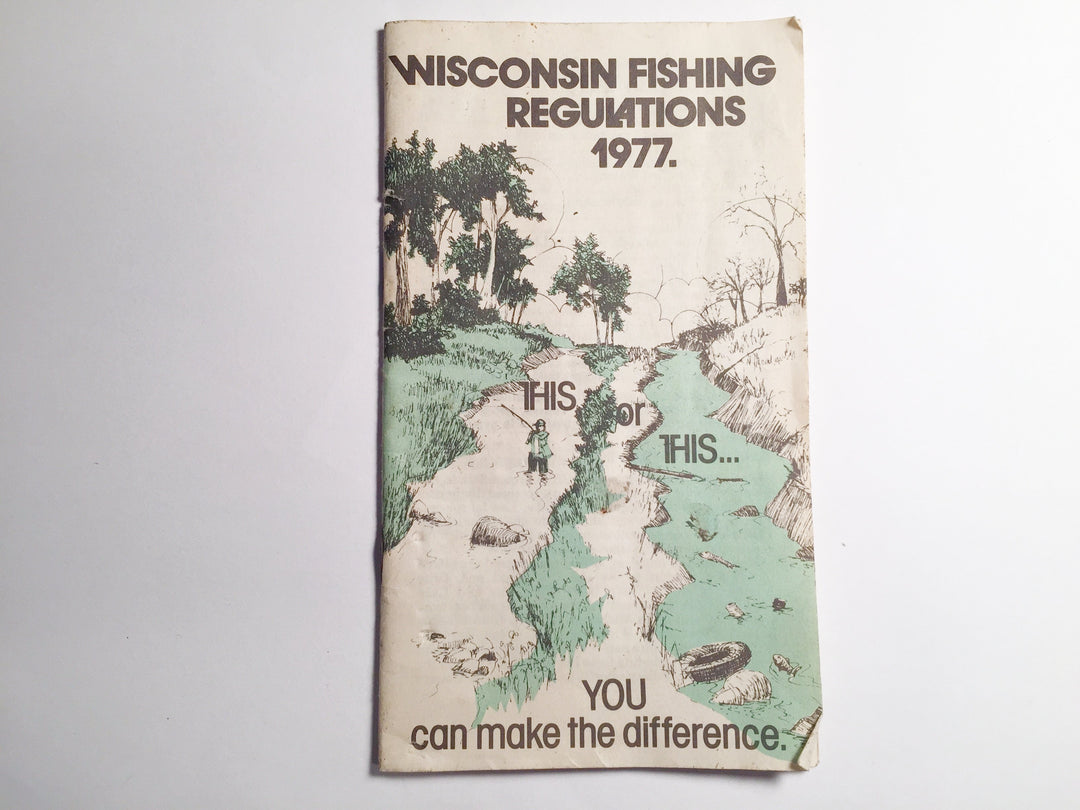 WISCONSIN FISHING
REGULATIONS
1977.
THIS
or
THIS...
YOU
can make the difference.